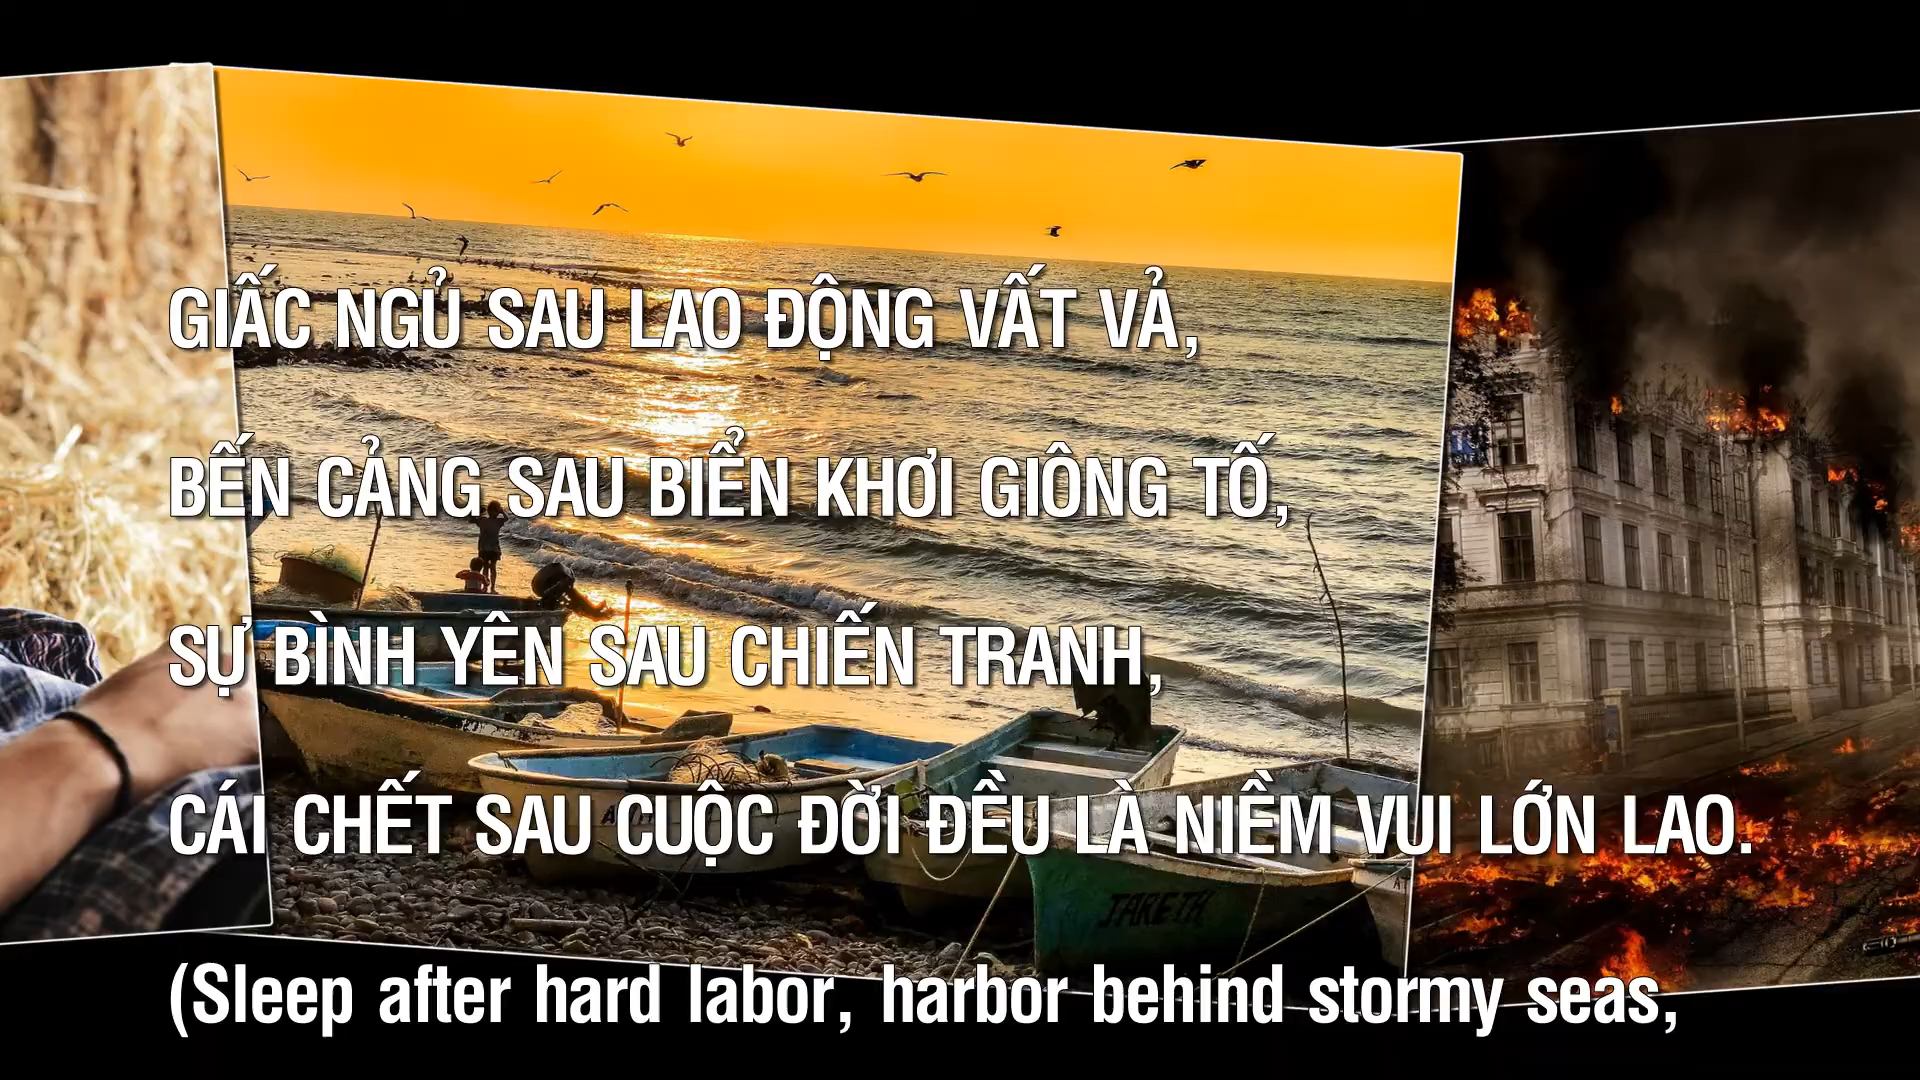 GIẤC NGỦ SAU LAO ĐỘNG VẤT VẢ,
BẾN CẢNG SAU BIỂN KHƠI GIÔNG TỐ,
SỰ BÌNH YÊN SAU CHIẾN TRANH,
CÁI CHẾT SAU CUỘC ĐỜI ĐỀU LÀ NIỀM VUI LỚN LAO.
JARETH
(Sleep after hard labor, harbor behind stormy seas,